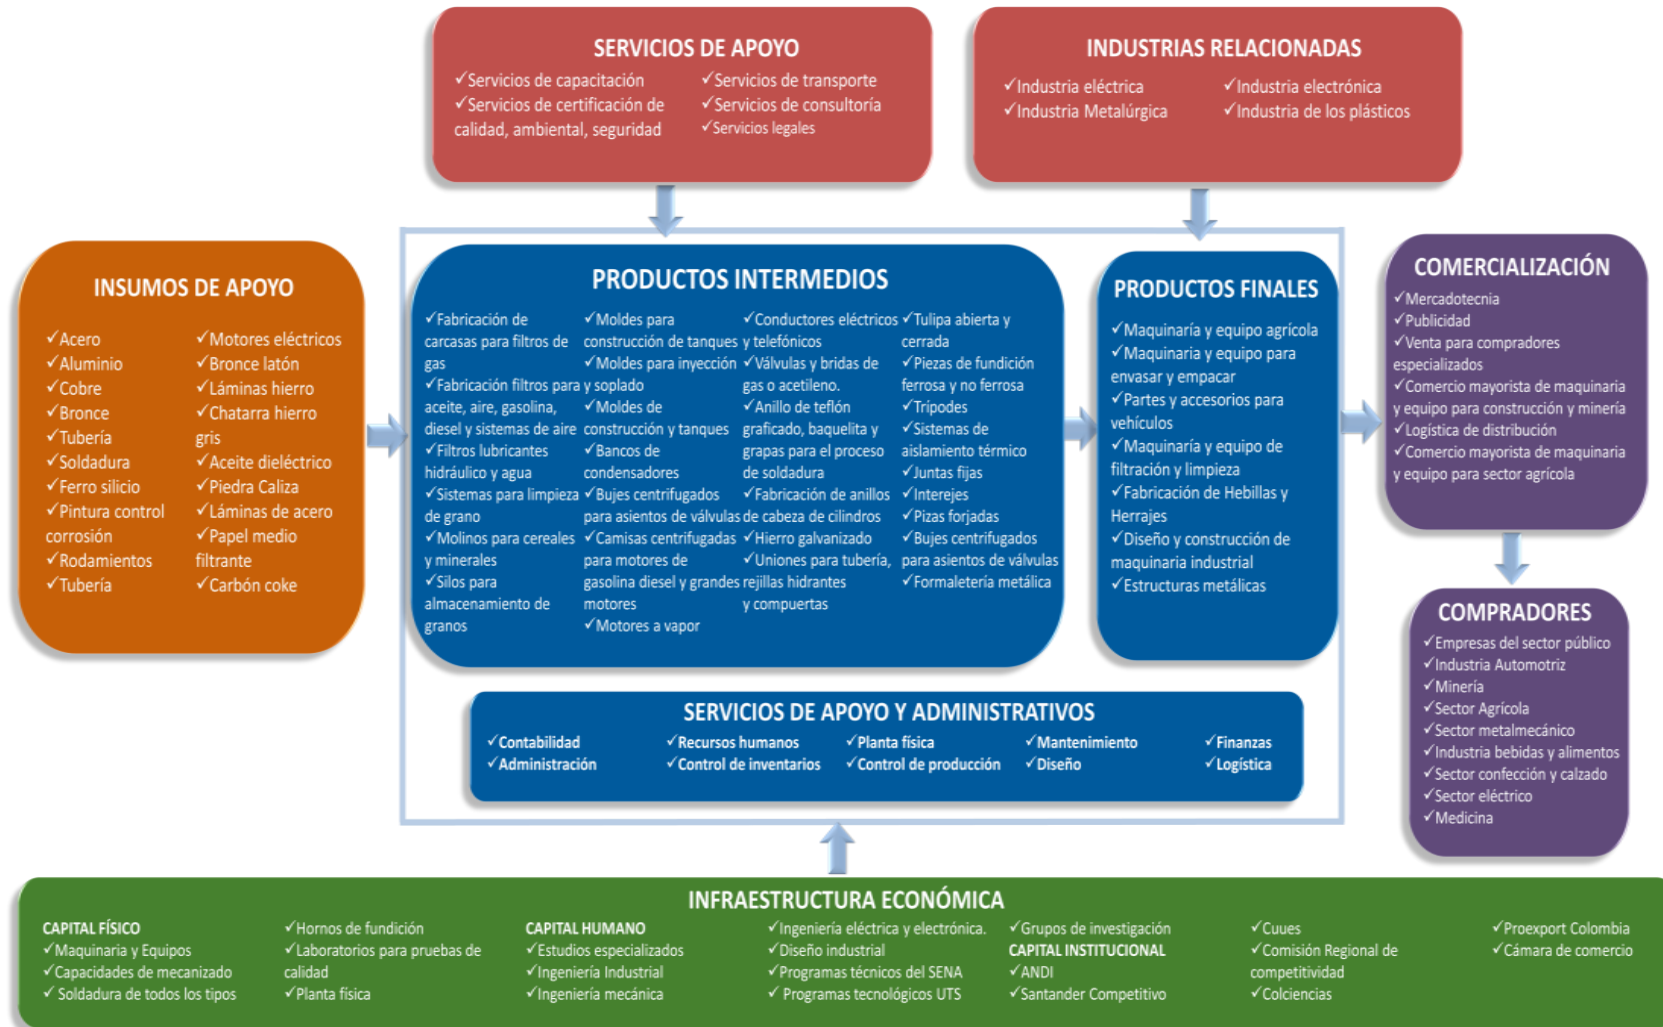 SERVICIOS DE APOYO
✓Servicios de capacitación
✓Servicios de certificación de
calidad, ambiental, seguridad
✓Servicios de transporte
✓Servicios de consultoría
✓Servicios legales
INDUSTRIAS RELACIONADAS
✓Industria eléctrica
✓Industria Metalúrgica
✓Industria electrónica
✓Industria de los plásticos
INSUMOS DE APOYO
✓Acero
✓Aluminio
✓Cobre
✓Bronce
✓Tubería
✓Soldadura
✓Ferro silicio
✓Pintura control
corrosión
✓Rodamientos
✓Tubería
✓Motores eléctricos
✓Bronce latón
✓Láminas hierro
✓Chatarra hierro
gris
✓Aceite dieléctrico
✓Piedra Caliza
✓Láminas de acero
✓Papel medio
filtrante
✓Carbón coke
PRODUCTOS INTERMEDIOS
✓Fabricación de
carcasas para filtros de
gas
✓Fabricación filtros para
aceite, aire, gasolina,
diesel y sistemas de aire
✓Filtros lubricantes
hidráulico y agua
✓Sistemas para limpieza
de grano
✓Molinos para cereales
y minerales
✓Silos para
almacenamiento de
granos
✓Moldes para
construcción de tanques
✓Moldes para inyección
y soplado
✓Moldes de
construcción y tanques
✓Bancos de
condensadores
✓Bujes centrifugados
para asientos de válvulas
✓Camisas centrifugadas
para motores de
gasolina diesel y grandes
motores
✓Motores a vapor
✓Conductores eléctricos
y telefónicos
✓Válvulas y bridas de
gas o acetileno.
✓Anillo de teflón
graficado, baquelita y
grapas para el proceso
de soldadura
✓Fabricación de anillos
de cabeza de cilindros
✓Hierro galvanizado
✓Uniones para tubería,
rejillas hidrantes
y compuertas
✓Tulipa abierta y
cerrada
✓Piezas de fundición
ferrosa y no ferrosa
✓Trípodes
✓Sistemas de
aislamiento térmico
✓Juntas fijas
✓Interejes
✓Pizas forjadas
✓Bujes centrifugados
para asientos de válvulas
✓Formaletería metálica
PRODUCTOS FINALES
✓Maquinaría y equipo agrícola
✓Maquinaria y equipo para
envasar y empacar
✓Partes y accesorios para
vehículos
✓Maquinaría y equipo de
filtración y limpieza
✓Fabricación de Hebillas y
Herrajes
✓Diseño y construcción de
maquinaria industrial
✓Estructuras metálicas
COMERCIALIZACIÓN
✓Mercadotecnia
✓Publicidad
✓Venta para compradores
especializados
✓Comercio mayorista de maquinaria
y equipo para construcción y minería
✓Logística de distribución
✓Comercio mayorista de maquinaria
y equipo para sector agrícola
COMPRADORES
✓Empresas del sector público
✓Industria Automotriz
✓Minería
✓Sector Agrícola
✓Sector metalmecánico
✓Industria bebidas y alimentos
✓Sector confección y calzado
✓Sector eléctrico
✓Medicina
SERVICIOS DE APOYO Y ADMINISTRATIVOS
✓Contabilidad
✓Administración
✓Recursos humanos
✓Control de inventarios
✓Planta física
✓Control de producción
✓Mantenimiento
✓Diseño
✓Finanzas
✓Logística
INFRAESTRUCTURA ECONÓMICA
CAPITAL FÍSICO
✓Maquinaria y Equipos
✓Capacidades de mecanizado
✓ Soldadura de todos los tipos
✓Hornos de fundición
✓Laboratorios para pruebas de
calidad
✓Planta física
CAPITAL HUMANO
✓Estudios especializados
✓Ingeniería Industrial
✓Ingeniería mecánica
✓Ingeniería eléctrica y electrónica.
✓Diseño industrial
✓Programas técnicos del SENA
✓ Programas tecnológicos UTS
✓Grupos de investigación
CAPITAL INSTITUCIONAL
✓ANDI
✓Santander Competitivo
✓Cuues
✓Comisión Regional de
competitividad
✓Colciencias
✓Proexport Colombia
✓Cámara de comercio